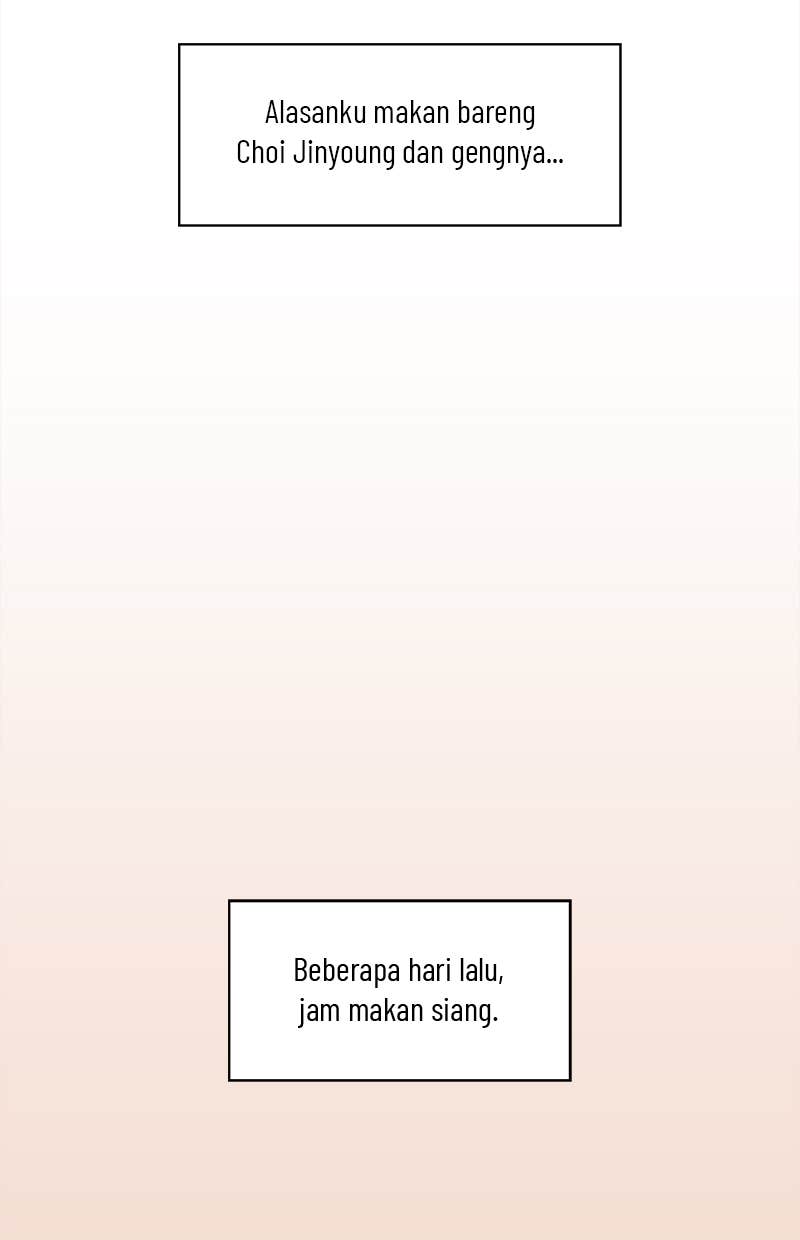 Alasanku makan bareng
Choi Jinyoung dan gengnya...
Beberapa hari lalu,
jam makan siang.